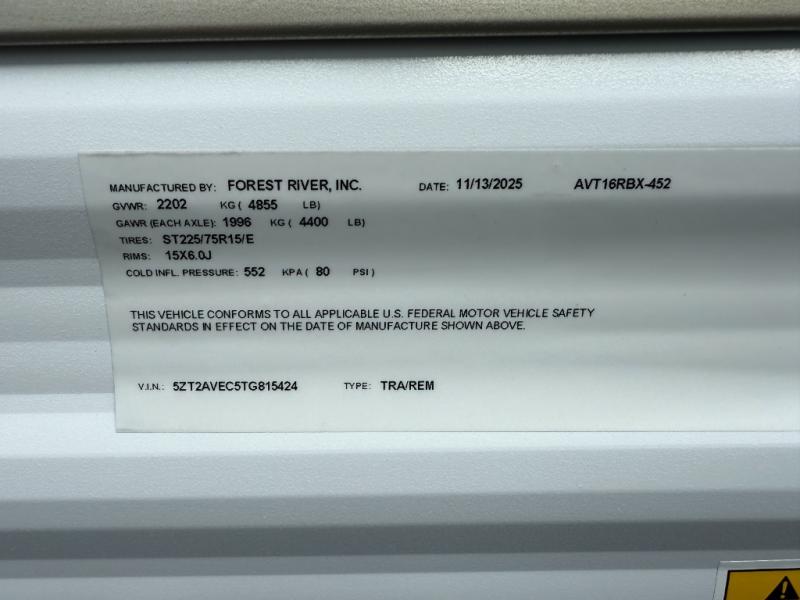 MANUFACTURED BY: FOREST RIVER, INC. DATE: 11/13/2025 AVT16RBX-452
GVWR: 2202 KG ( 4855 LB)
GAWR (EACH AXLE): 1996 KG ( 4400 LB)
TIRES: ST225/75R15/E
RIMS: 15X6.0J
COLD INFL. PRESSURE: 552 KPA ( 80 PSI )
THIS VEHICLE CONFORMS TO ALL APPLICABLE U.S. FEDERAL MOTOR VEHICLE SAFETY
STANDARDS IN EFFECT ON THE DATE OF MANUFACTURE SHOWN ABOVE.
V.I.N.: 5ZT2AVEC5TG815424 TYPE: TRA/REM